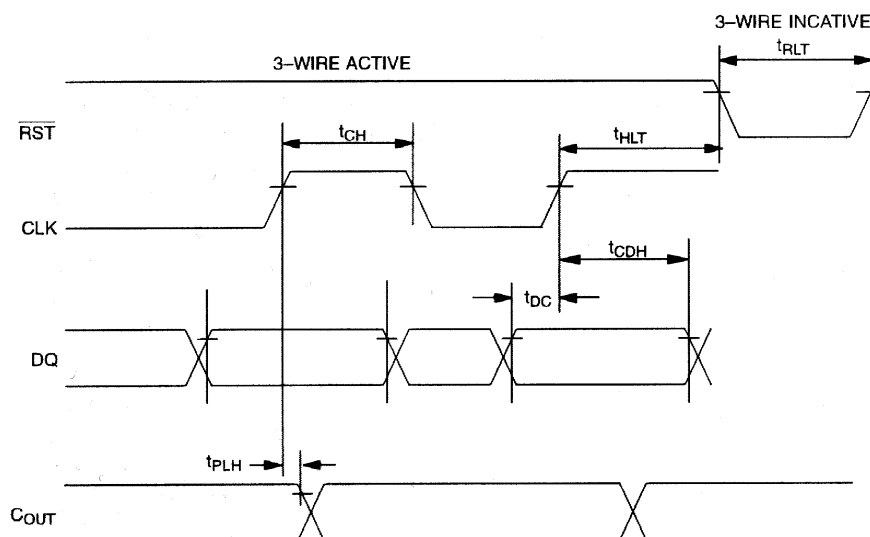 3–WIRE INCATIVE
3–WIRE ACTIVE
tRLT
RST
tCH
tHLT
CLK
tCDH
tDC
DQ
tPLH
COUT